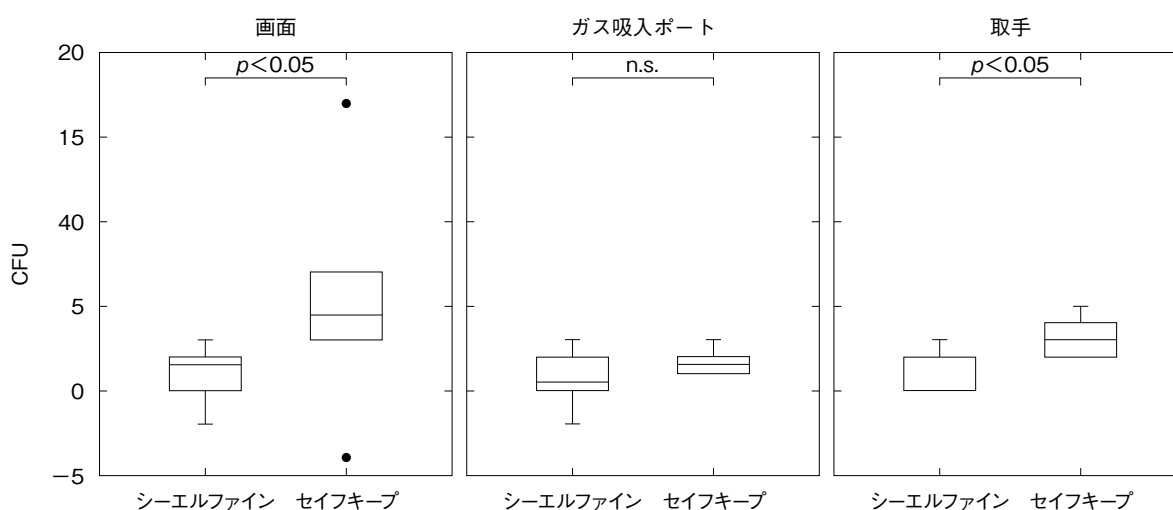 画面
ガス吸入ポート
取手
p<0.05
n.s.
p<0.05
CFU
20
15
40
5
0
−5
シーエルファイン セイフキープ
シーエルファイン セイフキープ
シーエルファイン セイフキープ